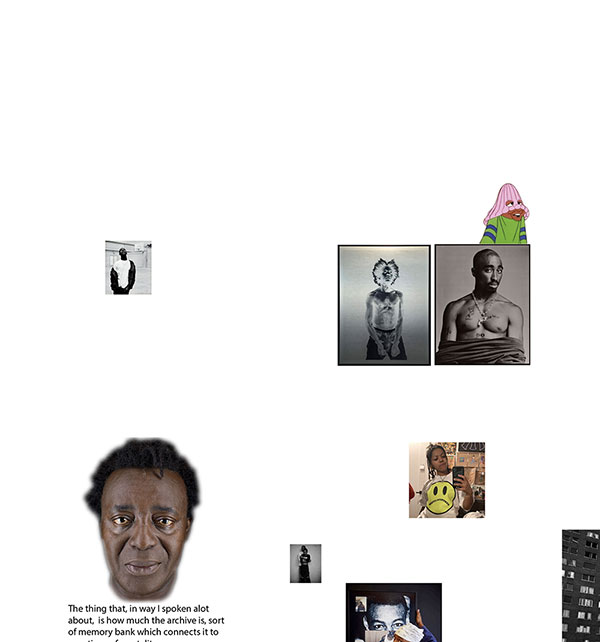 The thing that, in way I spoken alot
about,  is how much the archive is, sort
of memory bank which connects it to